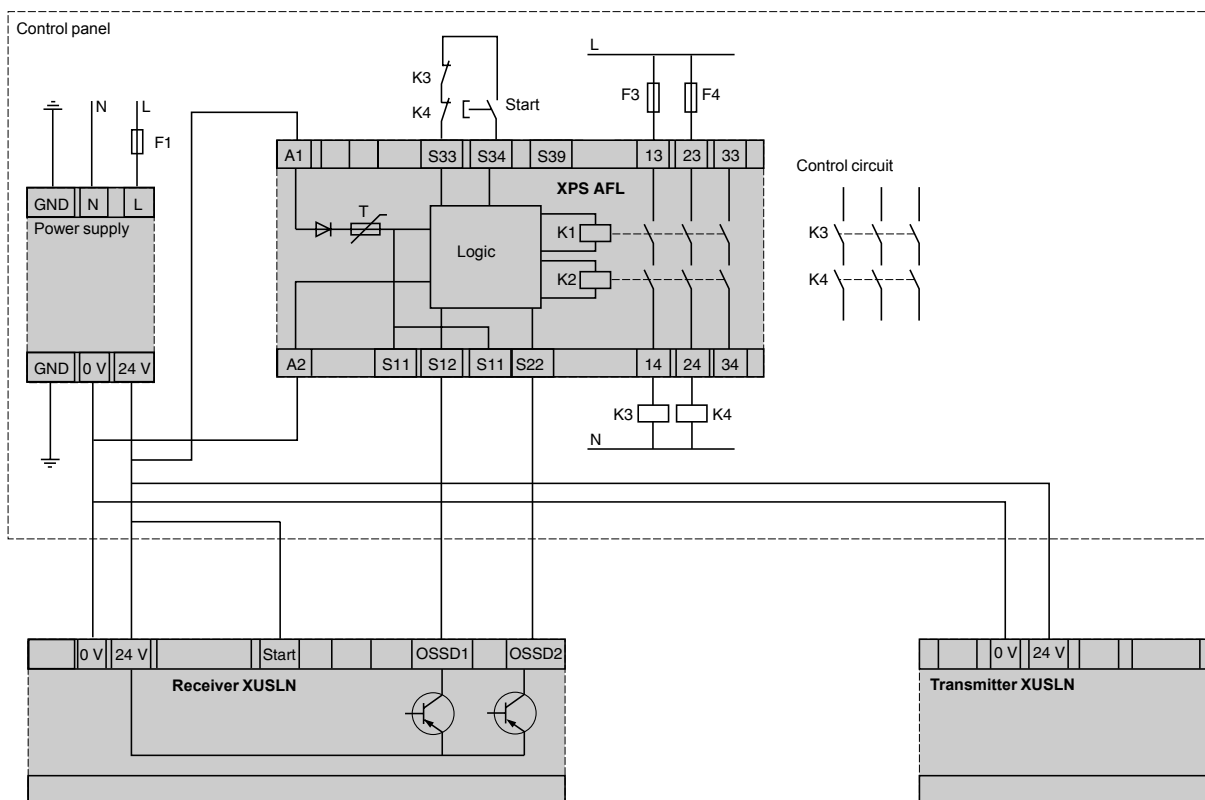 Control panel
L
K3
F3
F4
K4
Start
N
L
F1
A1
S33
S34
S39
13
23
33
Control circuit
XPS AFL
GND
N
L
Power supply
T
K1
K3
Logic
K2
K4
GND
0 V
24 V
A2
S11
S12
S11
S22
14
24
34
K3
K4
N
0 V
24 V
Start
OSSD1
OSSD2
0 V
24 V
Receiver XUSLN
Transmitter XUSLN